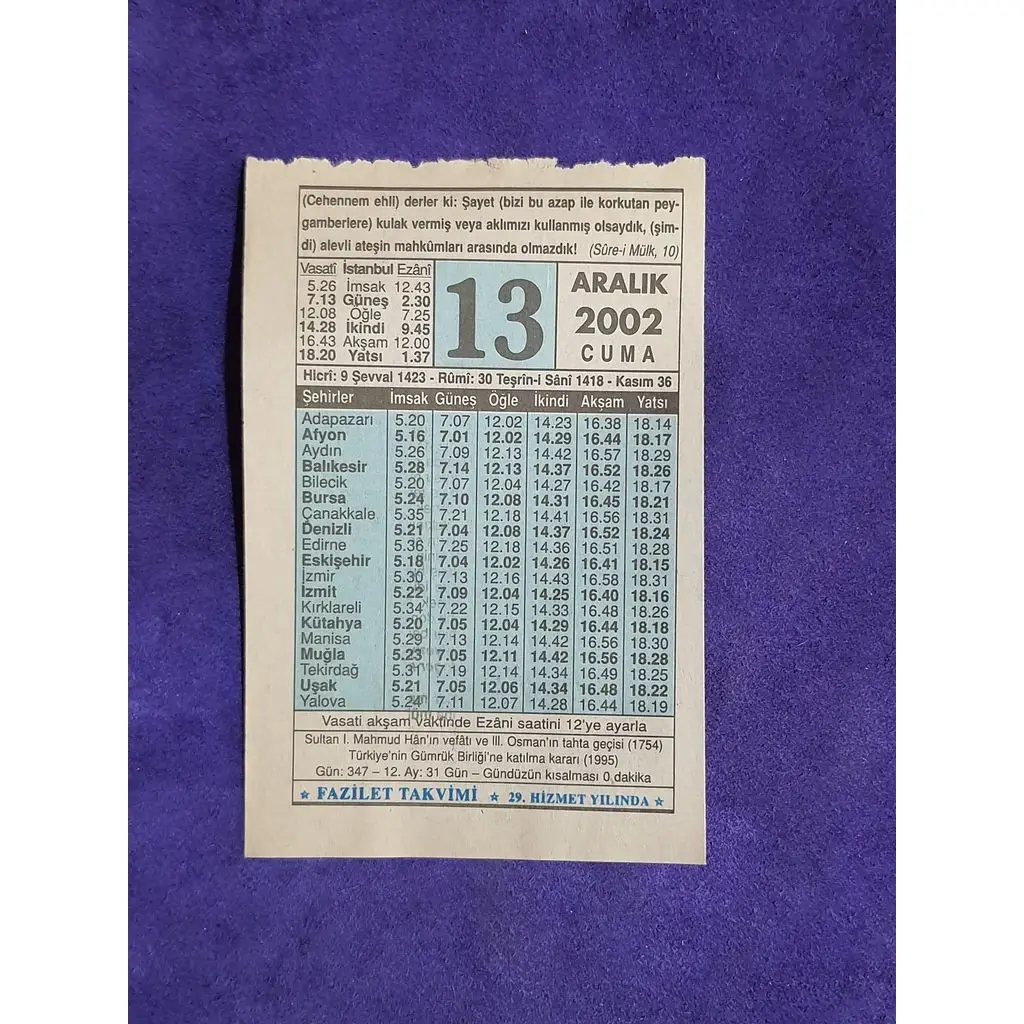 (Cehennem ehli) derler ki: Şayet (bizi bu azap ile korkutan pey-
gamberlere) kulak vermiş veya aklımızı kullanmış olsaydık, (şim-
di) alevli ateşin mahkûmları arasında olmazdık! (Sûre-i Mülk, 10)
Vasatî İstanbul Ezânî
5.26 İmsak 12.43
7.13 Güneş 2.30
12.08 Öğle 7.25
14.28 İkindi 9.45
16.43 Akşam 12.00
18.20 Yatsı 1.37
13
ARALIK
2002
CUMA
Hicrî: 9 Şevval 1423 - Rûmî: 30 Teşrîn-i Sânî 1418 - Kasım 36
Şehirler İmsak Güneş Öğle İkindi Akşam Yatsı
Adapazarı 5.20 7.07 12.02 14.23 16.38 18.14
Afyon 5.16 7.01 12.02 14.29 16.44 18.17
Aydın 5.26 7.09 12.13 14.42 16.57 18.29
Balıkesir 5.28 7.14 12.13 14.37 16.52 18.26
Bilecik 5.20 7.07 12.04 14.27 16.42 18.17
Bursa 5.24 7.10 12.08 14.31 16.45 18.21
Çanakkale 5.35 7.21 12.18 14.41 16.56 18.31
Denizli 5.21 7.04 12.08 14.37 16.52 18.24
Edirne 5.36 7.25 12.18 14.36 16.51 18.28
Eskişehir 5.18 7.04 12.02 14.26 16.41 18.15
İzmir 5.30 7.13 12.16 14.43 16.58 18.31
İzmit 5.22 7.09 12.04 14.25 16.40 18.16
Kırklareli 5.34 7.22 12.15 14.33 16.48 18.26
Kütahya 5.20 7.05 12.04 14.29 16.44 18.18
Manisa 5.29 7.13 12.14 14.42 16.56 18.30
Muğla 5.23 7.05 12.11 14.42 16.56 18.28
Tekirdağ 5.31 7.19 12.14 14.34 16.49 18.25
Uşak 5.21 7.05 12.06 14.34 16.48 18.22
Yalova 5.24 7.11 12.07 14.28 16.44 18.19
Vasati akşam vaktinde Ezâni saatini 12'ye ayarla
Sultan I. Mahmud Hân'ın vefâtı ve III. Osman'ın tahta geçişi (1754)
Türkiye'nin Gümrük Birliği'ne katılma kararı (1995)
Gün: 347 – 12. Ay: 31 Gün – Gündüzün kısalması 0 dakika
☆ FAZİLET TAKVİMİ ☆ 29. HİZMET YILINDA ☆